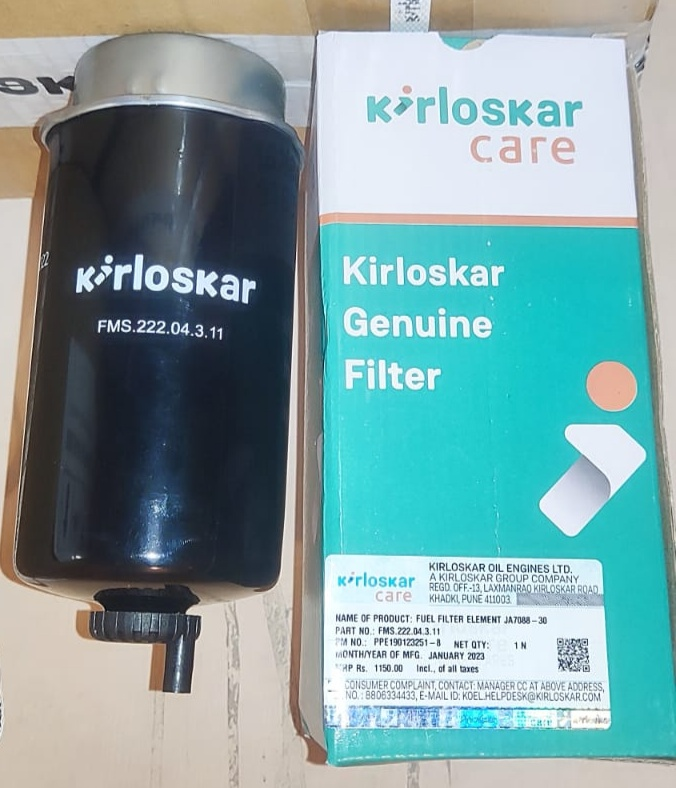 Kirloskar
FMS.222.04.3.11
Kirloskar
care
Kirloskar
Genuine
Filter
Kirloskar
care
KIRLOSKAR OIL ENGINES LTD.
A KIRLOSKAR GROUP COMPANY
REGD. OFF.-13, LAXMANRAO KIRLOSKAR ROAD,
KHADKI, PUNE 411003.
NAME OF PRODUCT: FUEL FILTER ELEMENT JA7088-30
PART NO.: FMS.222.04.3.11
PM NO.: PPE190123251-8 NET QTY: 1 N
MONTH/YEAR OF MFG. JANUARY 2023
MRP Rs. 1150.00 Incl., of all taxes
CONSUMER COMPLAINT, CONTACT: MANAGER CC AT ABOVE ADDRESS,
NO.: 8806334433, E-MAIL ID: KOEL.HELPDESK@KIRLOSKAR.COM